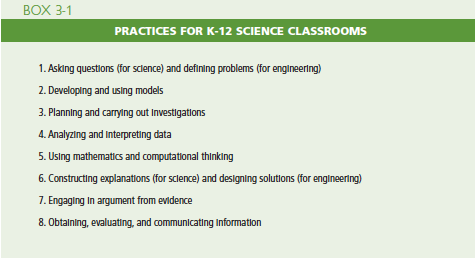 BOX 3-1
PRACTICES FOR K-12 SCIENCE CLASSROOMS
1. Asking questions (for science) and defining problems (for engineering)
2. Developing and using models
3. Planning and carrying out investigations
4. Analyzing and interpreting data
5. Using mathematics and computational thinking
6. Constructing explanations (for science) and designing solutions (for engineering)
7. Engaging in argument from evidence
8. Obtaining, evaluating, and communicating information